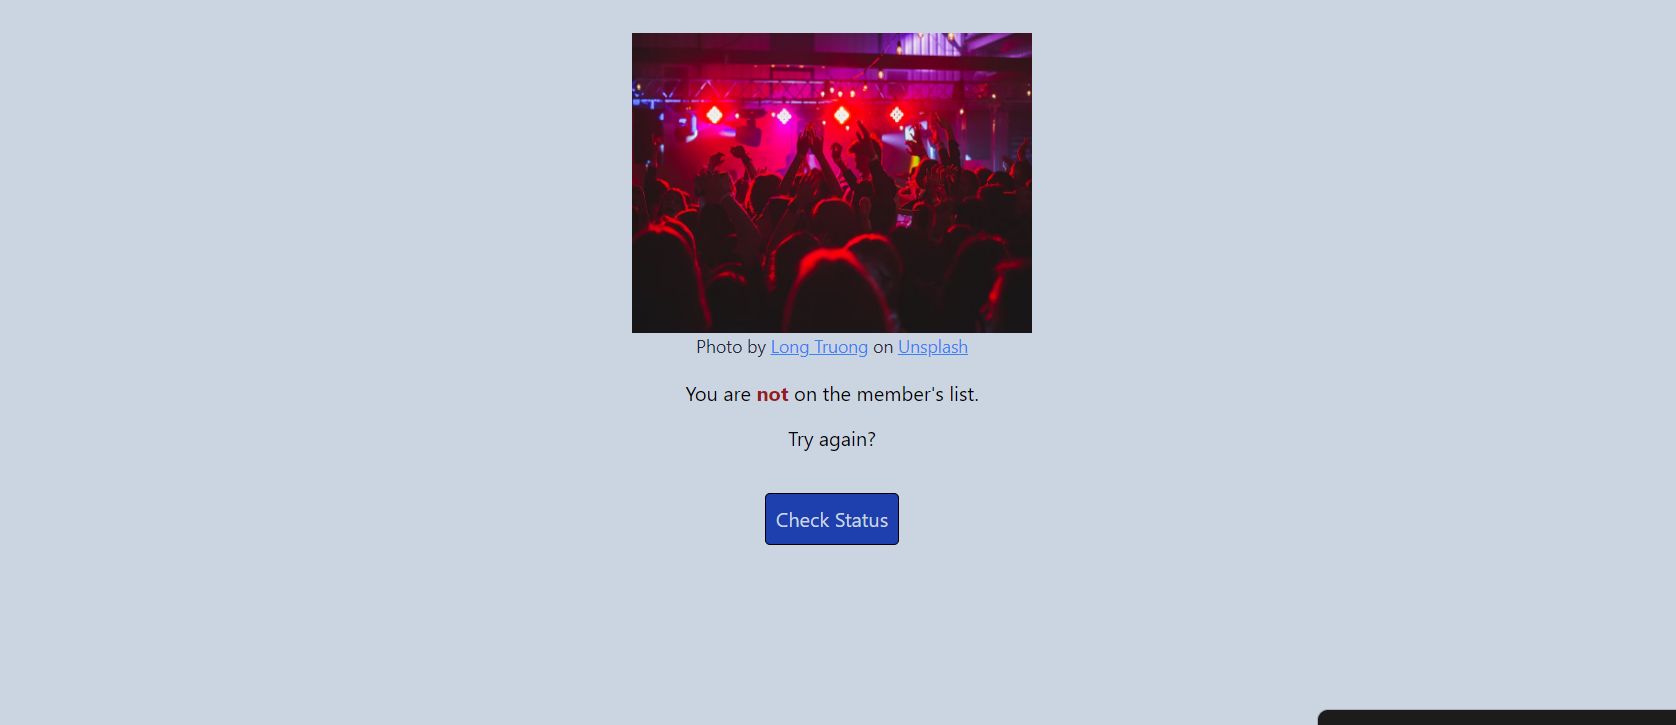 Photo by Long Truong on Unsplash
You are not on the member's list.
Try again?
Check Status